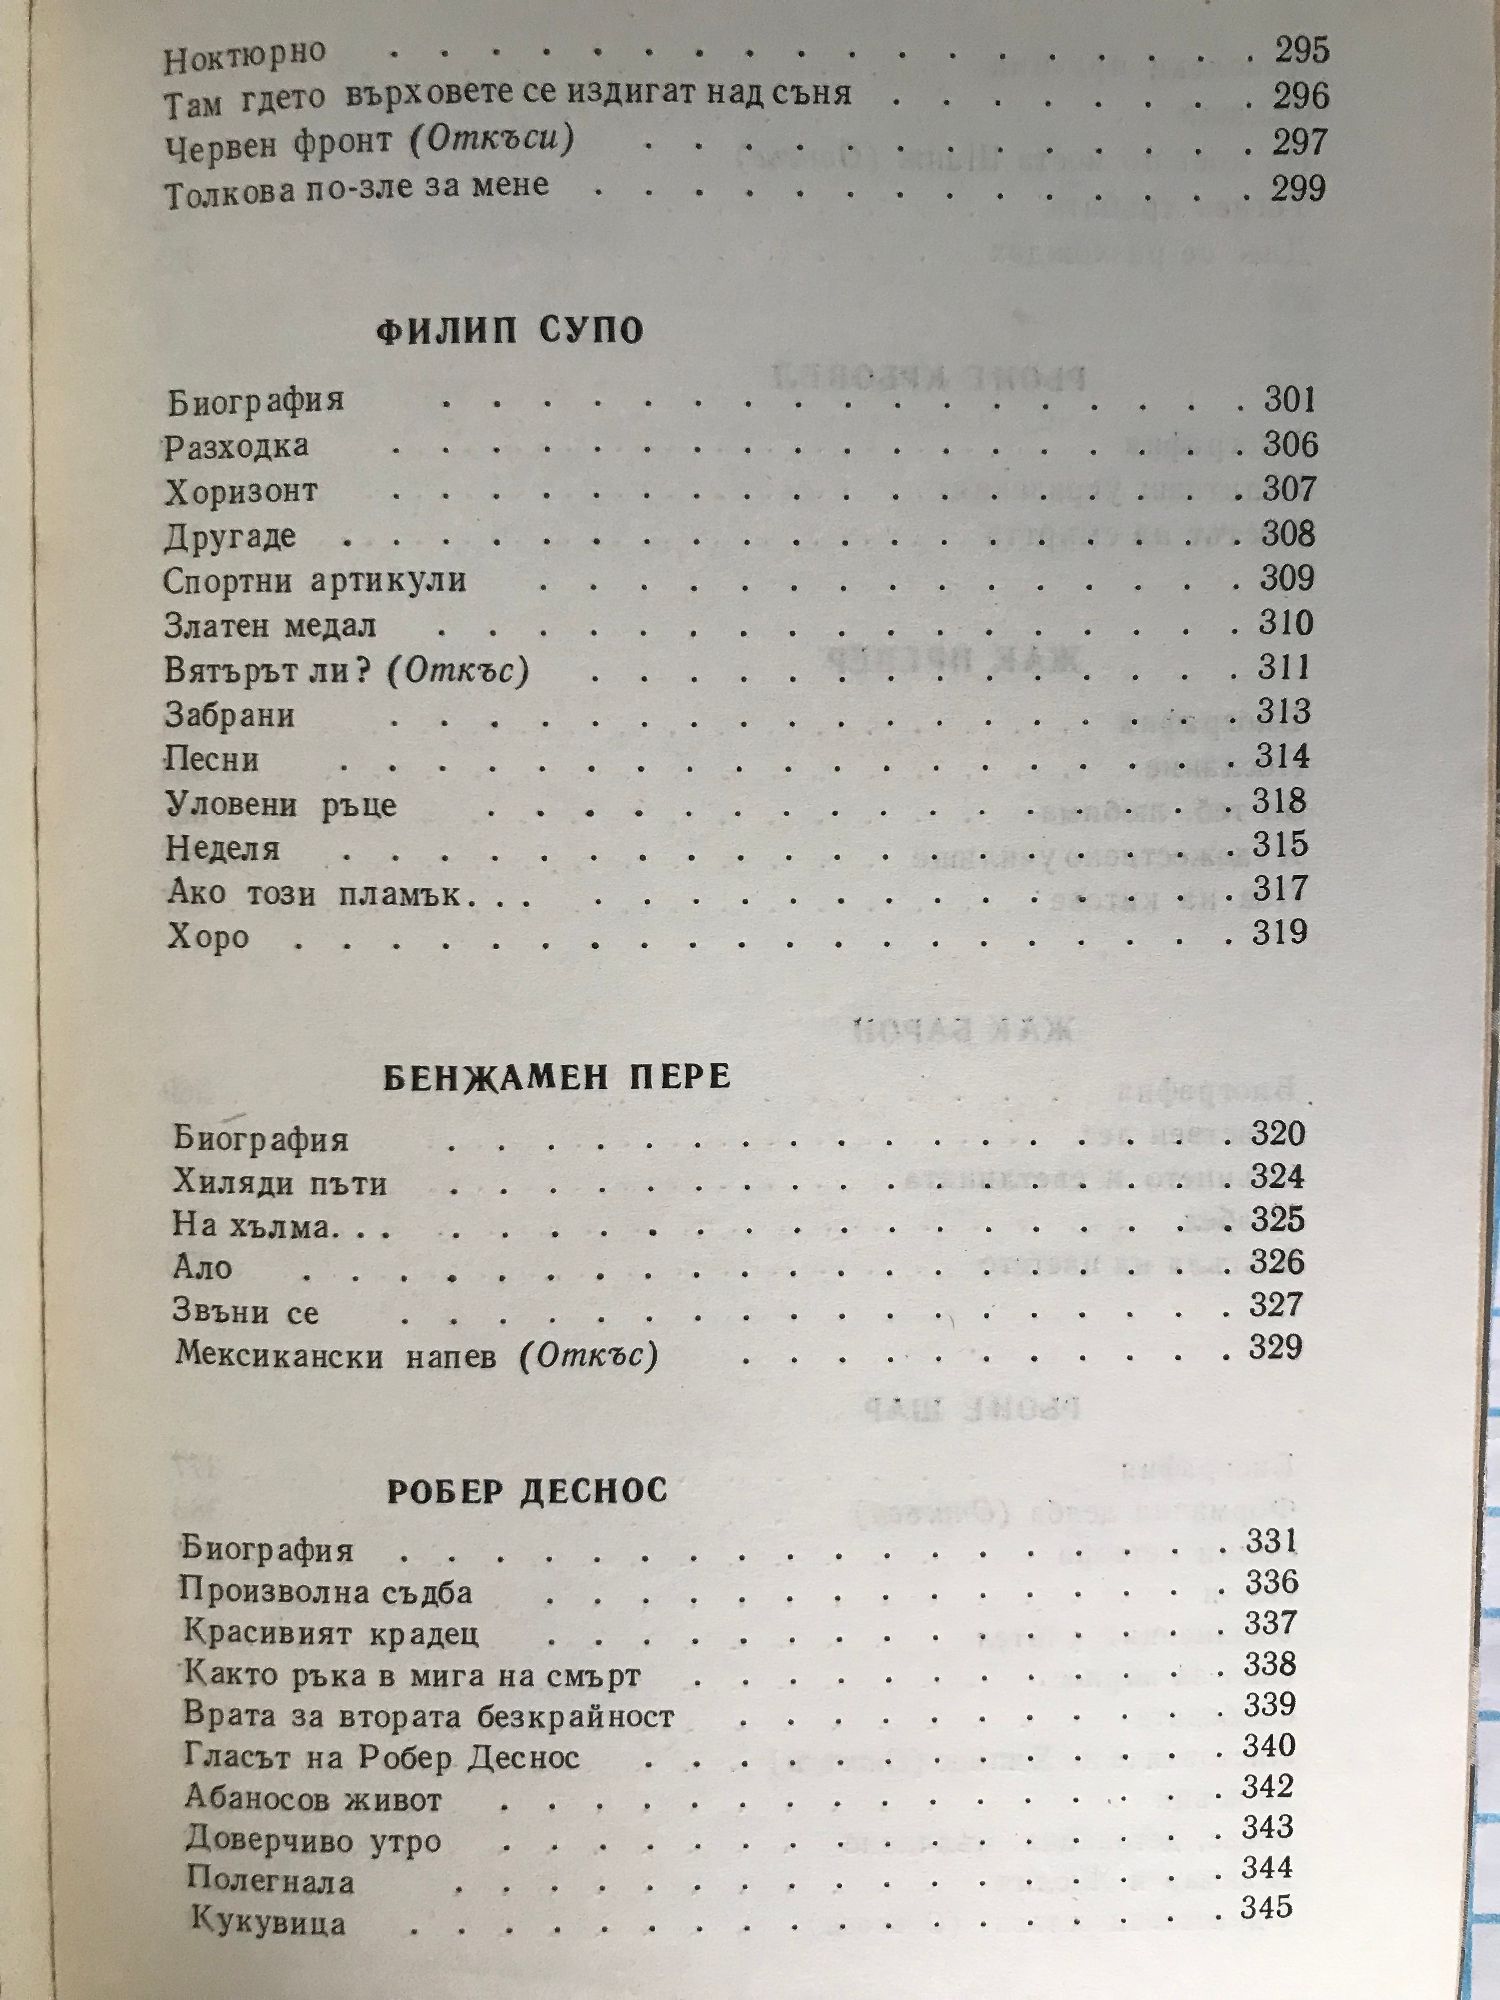 Ноктюрно . . . . . . . . . . . . . . . . . . 295
Там гдето върховете се издигат над съня . . . . . . . . 296
Червен фронт (Откъси) . . . . . . . . . . . . . 297
Толкова по-зле за мене . . . . . . . . . . . . . . 299
ФИЛИП СУПО
Биография . . . . . . . . . . . . . . . . . 301
Разходка . . . . . . . . . . . . . . . . . . 306
Хоризонт . . . . . . . . . . . . . . . . . . 307
Другаде . . . . . . . . . . . . . . . . . . . 308
Спортни артикули . . . . . . . . . . . . . . . 309
Златен медал . . . . . . . . . . . . . . . . . 310
Вятърът ли? (Откъс) . . . . . . . . . . . . . . 311
Забрани . . . . . . . . . . . . . . . . . . 313
Песни . . . . . . . . . . . . . . . . . . . 314
Уловени ръце . . . . . . . . . . . . . . . . 318
Неделя . . . . . . . . . . . . . . . . . . . 315
Ако този пламък. . . . . . . . . . . . . . . . . 317
Хоро . . . . . . . . . . . . . . . . . . . . 319
БЕНЖАМЕН ПЕРЕ
Биография . . . . . . . . . . . . . . . . . 320
Хиляди пъти . . . . . . . . . . . . . . . . . 324
На хълма. . . . . . . . . . . . . . . . . . . . 325
Ало . . . . . . . . . . . . . . . . . . . . 326
Звъни се . . . . . . . . . . . . . . . . . . 327
Мексикански напев (Откъс) . . . . . . . . . . . 329
РОБЕР ДЕСНОС
Биография . . . . . . . . . . . . . . . . . . 331
Произволна съдба . . . . . . . . . . . . . . . 336
Красивият крадец . . . . . . . . . . . . . . . 337
Както ръка в мига на смърт . . . . . . . . . . . . 338
Врата за втората безкрайност . . . . . . . . . . . 339
Гласът на Робер Деснос . . . . . . . . . . . . . 340
Абаносов живот . . . . . . . . . . . . . . . . 342
Доверчиво утро . . . . . . . . . . . . . . . . 343
Полегнала . . . . . . . . . . . . . . . . . 344
Кукувица . . . . . . . . . . . . . . . . . . 345